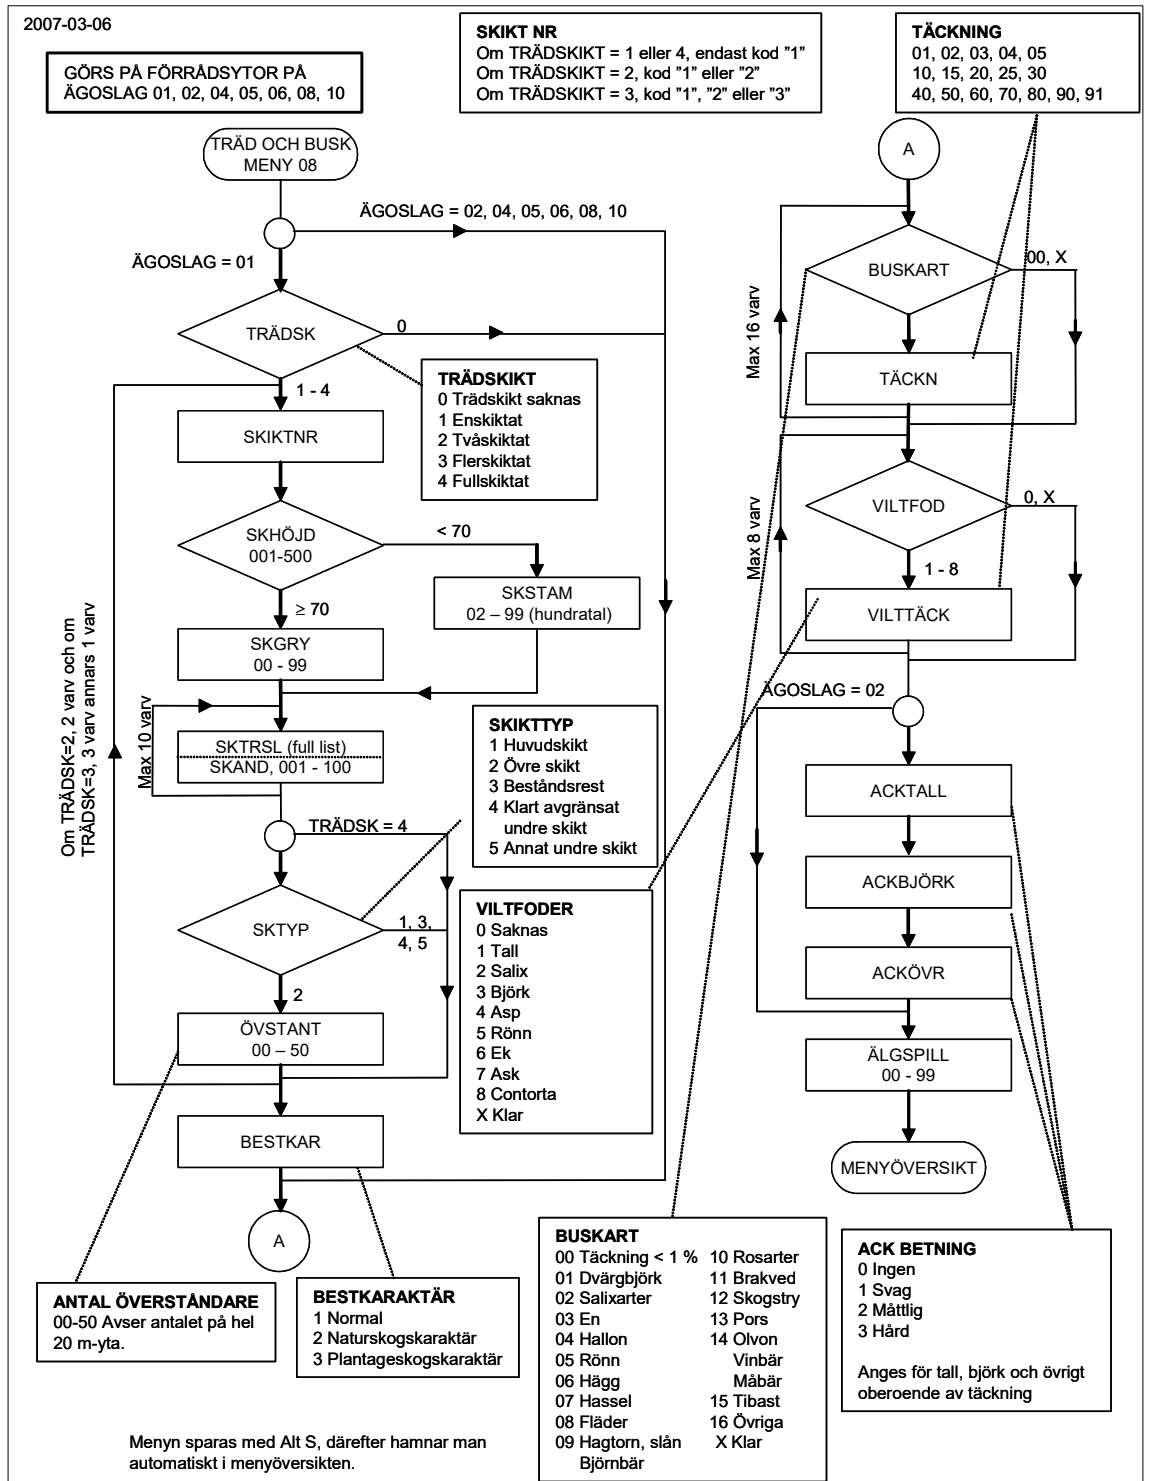 2007-03-06
GÖRS PÅ FÖRRÅDSYTOR PÅ
ÄGOSLAG 01, 02, 04, 05, 06, 08, 10
SKIKT NR
Om TRÄDSKIKT = 1 eller 4, endast kod ”1”
Om TRÄDSKIKT = 2, kod ”1” eller ”2”
Om TRÄDSKIKT = 3, kod ”1”, ”2” eller ”3”
TÄCKNING
01, 02, 03, 04, 05
10, 15, 20, 25, 30
40, 50, 60, 70, 80, 90, 91
TRÄD OCH BUSK
MENY 08
ÄGOSLAG = 02, 04, 05, 06, 08, 10
ÄGOSLAG = 01
TRÄDSK
0
1 - 4
TRÄDSKIKT
0 Trädskikt saknas
1 Enskiktat
2 Tvåskiktat
3 Flerskiktat
4 Fullskiktat
SKIKTNR
SKHÖJD
001-500
< 70
SKSTAM
02 – 99 (hundratal)
≥ 70
SKGRY
00 - 99
Om TRÄDSK=2, 2 varv och om
TRÄDSK=3, 3 varv annars 1 varv
Max 10 varv
SKTRSL (full list)
SKAND, 001 - 100
SKIKTTYP
1 Huvudskikt
2 Övre skikt
3 Beståndsrest
4 Klart avgränsat
undre skikt
5 Annat undre skikt
TRÄDSK = 4
SKTYP
1, 3,
4, 5
2
ÖVSTANT
00 – 50
BESTKAR
A
VILTFODER
0 Saknas
1 Tall
2 Salix
3 Björk
4 Asp
5 Rönn
6 Ek
7 Ask
8 Contorta
X Klar
A
BUSKART
00, X
Max 16 varv
TÄCKN
VILTFOD
0, X
Max 8 varv
1 - 8
VILTTÄCK
ÄGOSLAG = 02
ACKTALL
ACKBJÖRK
ACKÖVR
ÄLGSPILL
00 - 99
MENYÖVERSIKT
ANTAL ÖVERSTÅNDARE
00-50 Avser antalet på hel
20 m-yta.
BESTKARAKTÄR
1 Normal
2 Naturskogskaraktär
3 Plantageskogskaraktär
BUSKART
00 Täckning < 1 % 10 Rosarter
01 Dvärgbjörk 11 Brakved
02 Salixarter 12 Skogstry
03 En 13 Pors
04 Hallon 14 Olvon
05 Rönn Vinbär
06 Hägg Måbär
07 Hassel 15 Tibast
08 Fläder 16 Övriga
09 Hagtorn, slån X Klar
Björnbär
ACK BETNING
0 Ingen
1 Svag
2 Måttlig
3 Hård
Anges för tall, björk och övrigt
oberoende av täckning
Menyn sparas med Alt S, därefter hamnar man
automatiskt i menyöversikten.